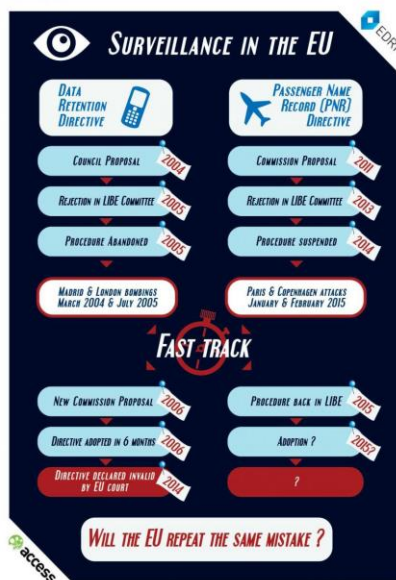 SURVEILLANCE IN THE EU
EDRi
DATA
RETENTION
DIRECTIVE
PASSENGER NAME
RECORD (PNR)
DIRECTIVE
COUNCIL PROPOSAL
2004
COMMISSION PROPOSAL
2011
REJECTION IN LIBE COMMITTEE
2005
REJECTION IN LIBE COMMITTEE
2013
PROCEDURE ABANDONED
2005
PROCEDURE SUSPENDED
2014
MADRID & LONDON BOMBINGS
MARCH 2004 & JULY 2005
PARIS & COPENHAGEN ATTACKS
JANUARY & FEBRUARY 2015
FAST TRACK
NEW COMMISSION PROPOSAL
2006
PROCEDURE BACK IN LIBE
2015
DIRECTIVE ADOPTED IN 6 MONTHS
2006
ADOPTION ?
2015?
DIRECTIVE DECLARED INVALID
BY EU COURT
2014
?
WILL THE EU REPEAT THE SAME MISTAKE ?
access